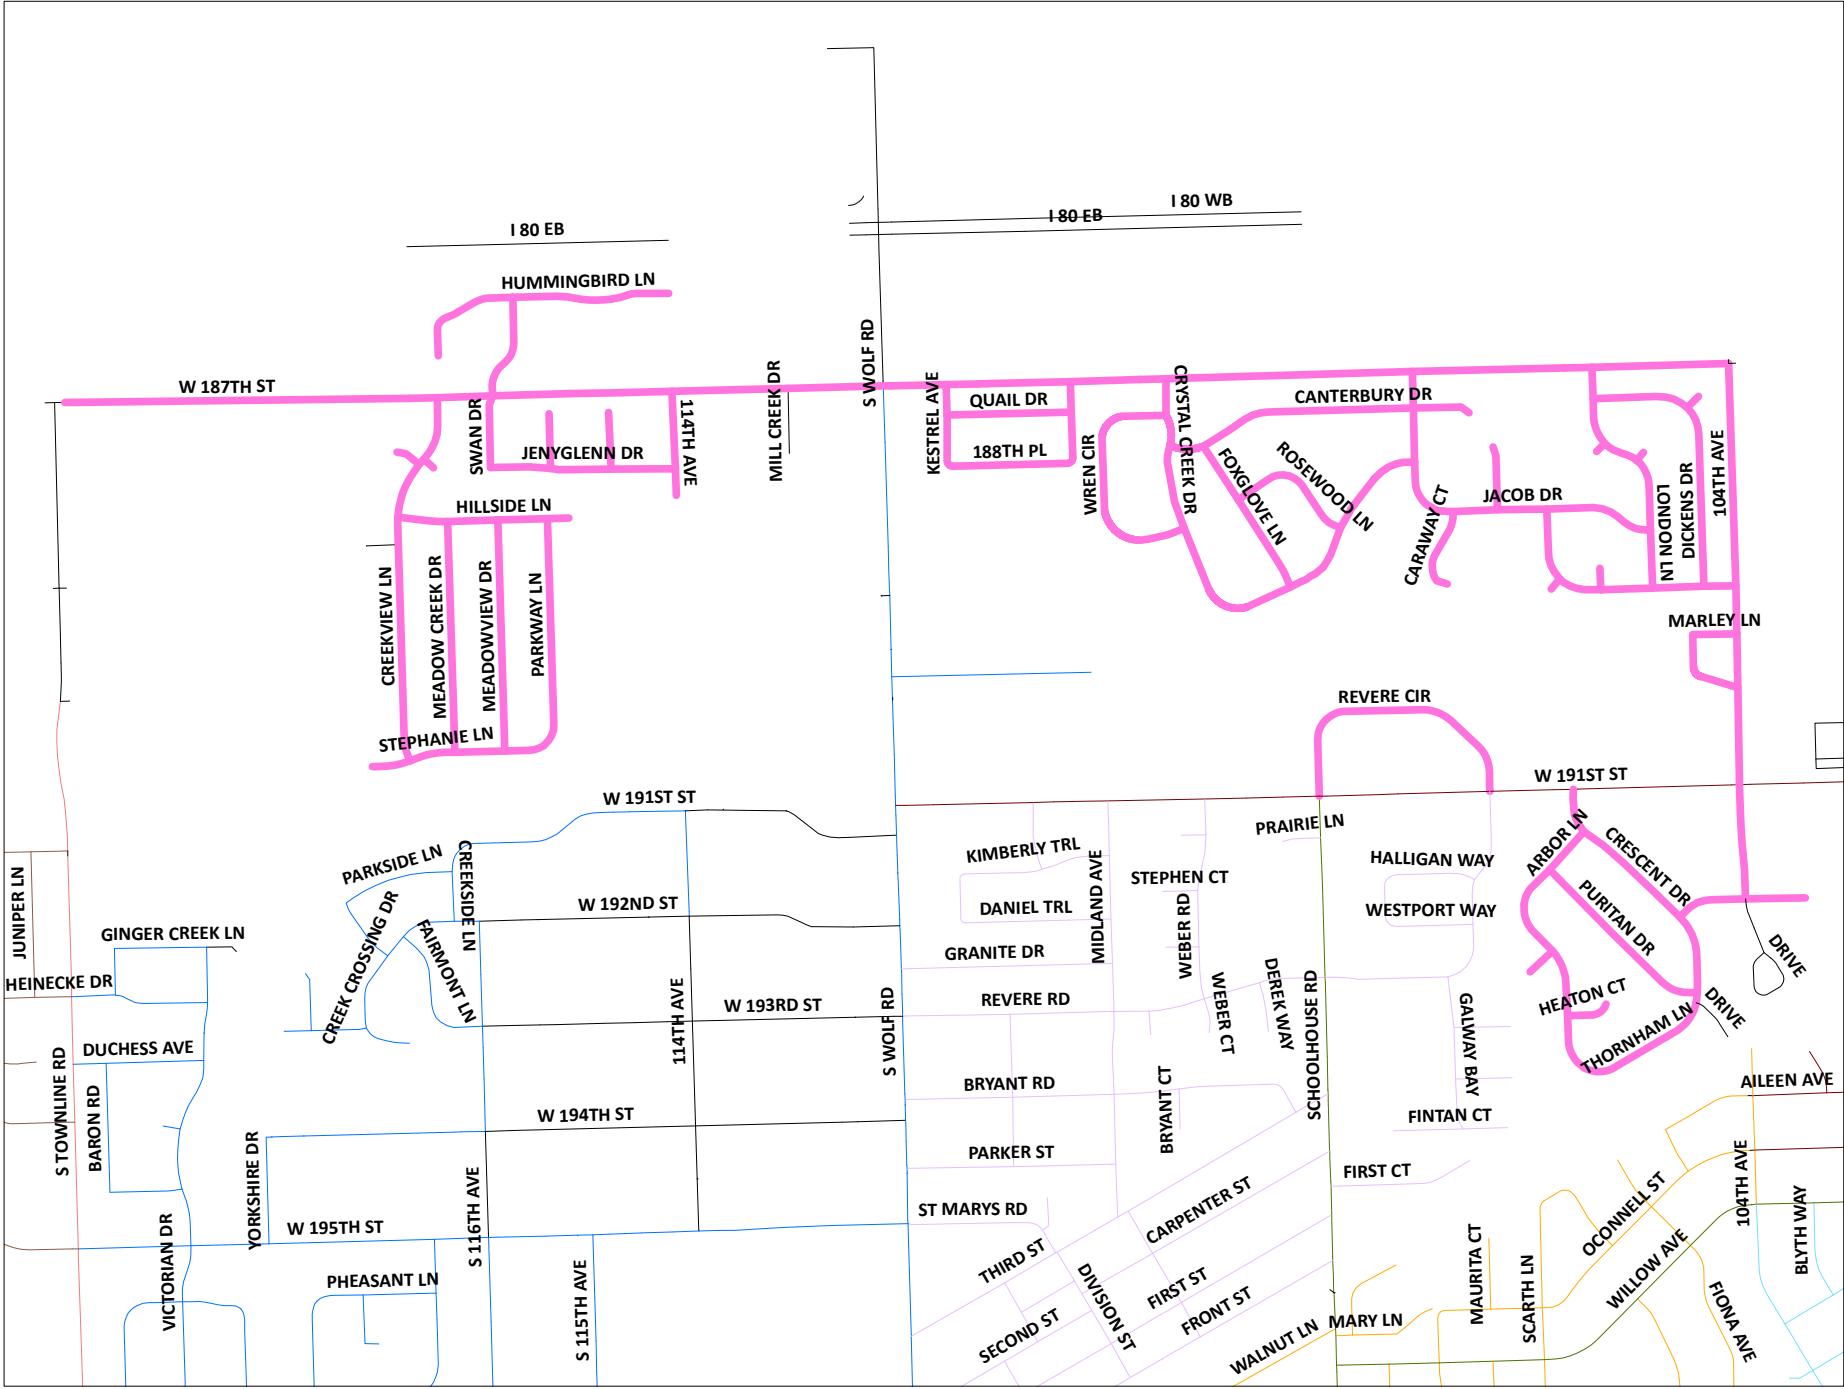 I 80 WB
I 80 EB
I 80 EB
HUMMINGBIRD LN
W 187TH ST
S WOLF RD
SWAN DR
JENYGLENN DR
114TH AVE
MILL CREEK DR
KESTREL AVE
QUAIL DR
188TH PL
WREN CIR
CRYSTAL CREEK DR
CANTERBURY DR
FOXGLOVE LN
ROSEWOOD LN
CARAWAY CT
JACOB DR
LONDON LN
DICKENS DR
104TH AVE
HILLSIDE LN
CREEKVIEW LN
MEADOW CREEK DR
MEADOWVIEW DR
PARKWAY LN
STEPHANIE LN
MARLEY LN
REVERE CIR
W 191ST ST
W 191ST ST
PRAIRIE LN
KIMBERLY TRL
PARKSIDE LN
CREEKSIDE LN
MIDLAND AVE
STEPHEN CT
HALLIGAN WAY
ARBOR LN
CRESCENT DR
JUNIPER LN
W 192ND ST
DANIEL TRL
WEBER RD
WESTPORT WAY
PURITAN DR
GINGER CREEK LN
CREEK CROSSING DR
FAIRMONT LN
GRANITE DR
DRIVE
HEINECKE DR
W 193RD ST
REVERE RD
WEBER CT
DEREK WAY
SCHOOLHOUSE RD
GALWAY BAY
HEATON CT
DRIVE
THORNHAM LN
DUCHESS AVE
S TOWNLINE RD
BARON RD
114TH AVE
S WOLF RD
BRYANT RD
BRYANT CT
AILEEN AVE
W 194TH ST
FINTAN CT
YORKSHIRE DR
PARKER ST
FIRST CT
104TH AVE
S 116TH AVE
W 195TH ST
ST MARYS RD
CARPENTER ST
OCONNELL ST
BLYTH WAY
VICTORIAN DR
PHEASANT LN
S 115TH AVE
THIRD ST
DIVISION ST
FIRST ST
FRONT ST
SECOND ST
WALNUT LN
MARY LN
MAURITA CT
SCARTH LN
WILLOW AVE
FIONA AVE